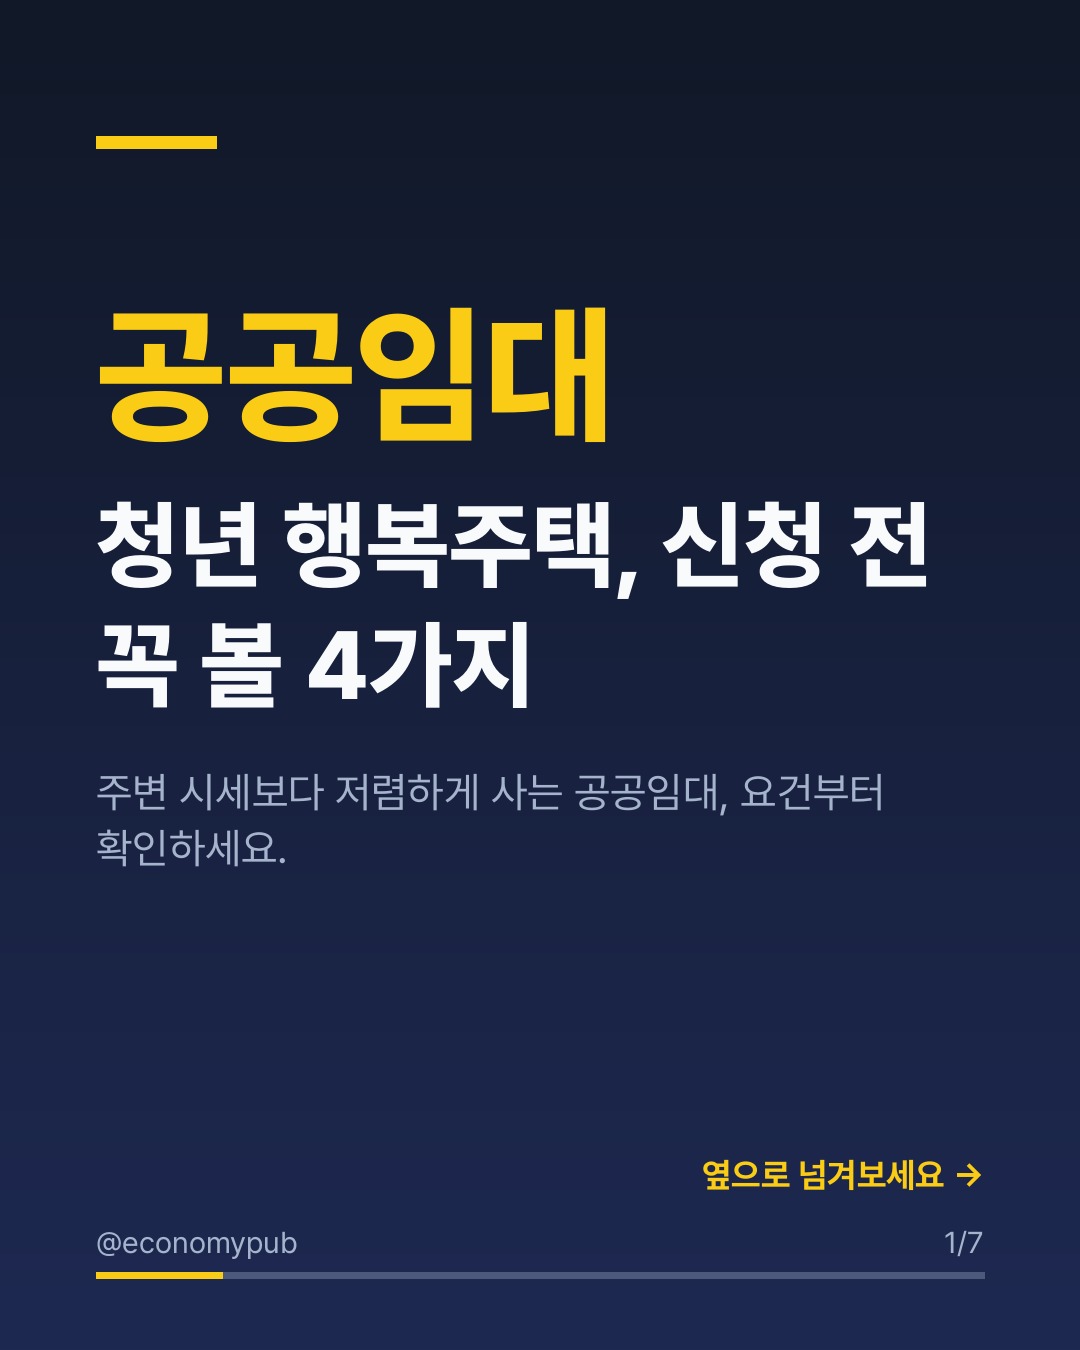 공공임대
청년 행복주택, 신청 전
꼭 볼 4가지
주변 시세보다 저렴하게 사는 공공임대, 요건부터
확인하세요.
옆으로 넘겨보세요 →
@economypub
1/7